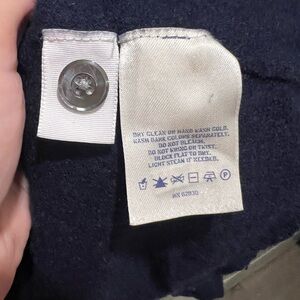 DRY CLEAN OR HAND WASH COLD.
WASH DARK COLORS SEPARATELY.
DO NOT BLEACH.
DO NOT WRING OR TWIST.
BLOCK FLAT TO DRY.
LIGHT STEAM IF NEEDED.
P